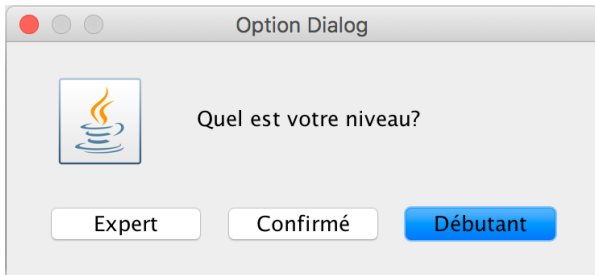 Option Dialog
Quel est votre niveau?
Expert Confirmé Débutant